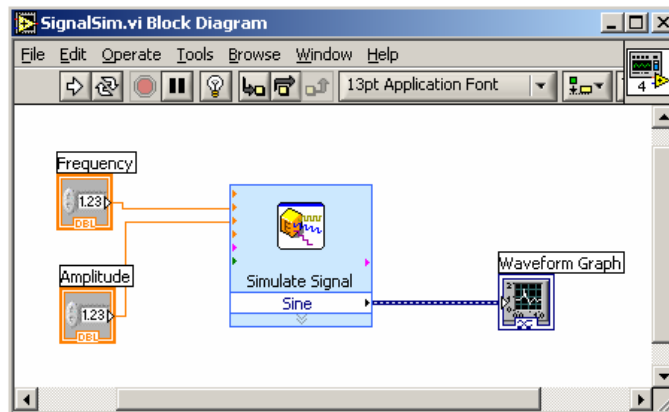 SignalSim.vi Block Diagram
File Edit Operate Tools Browse Window Help
13pt Application Font
4
Frequency
1.23
DBL
Amplitude
1.23
DBL
Simulate Signal
Sine
Waveform Graph